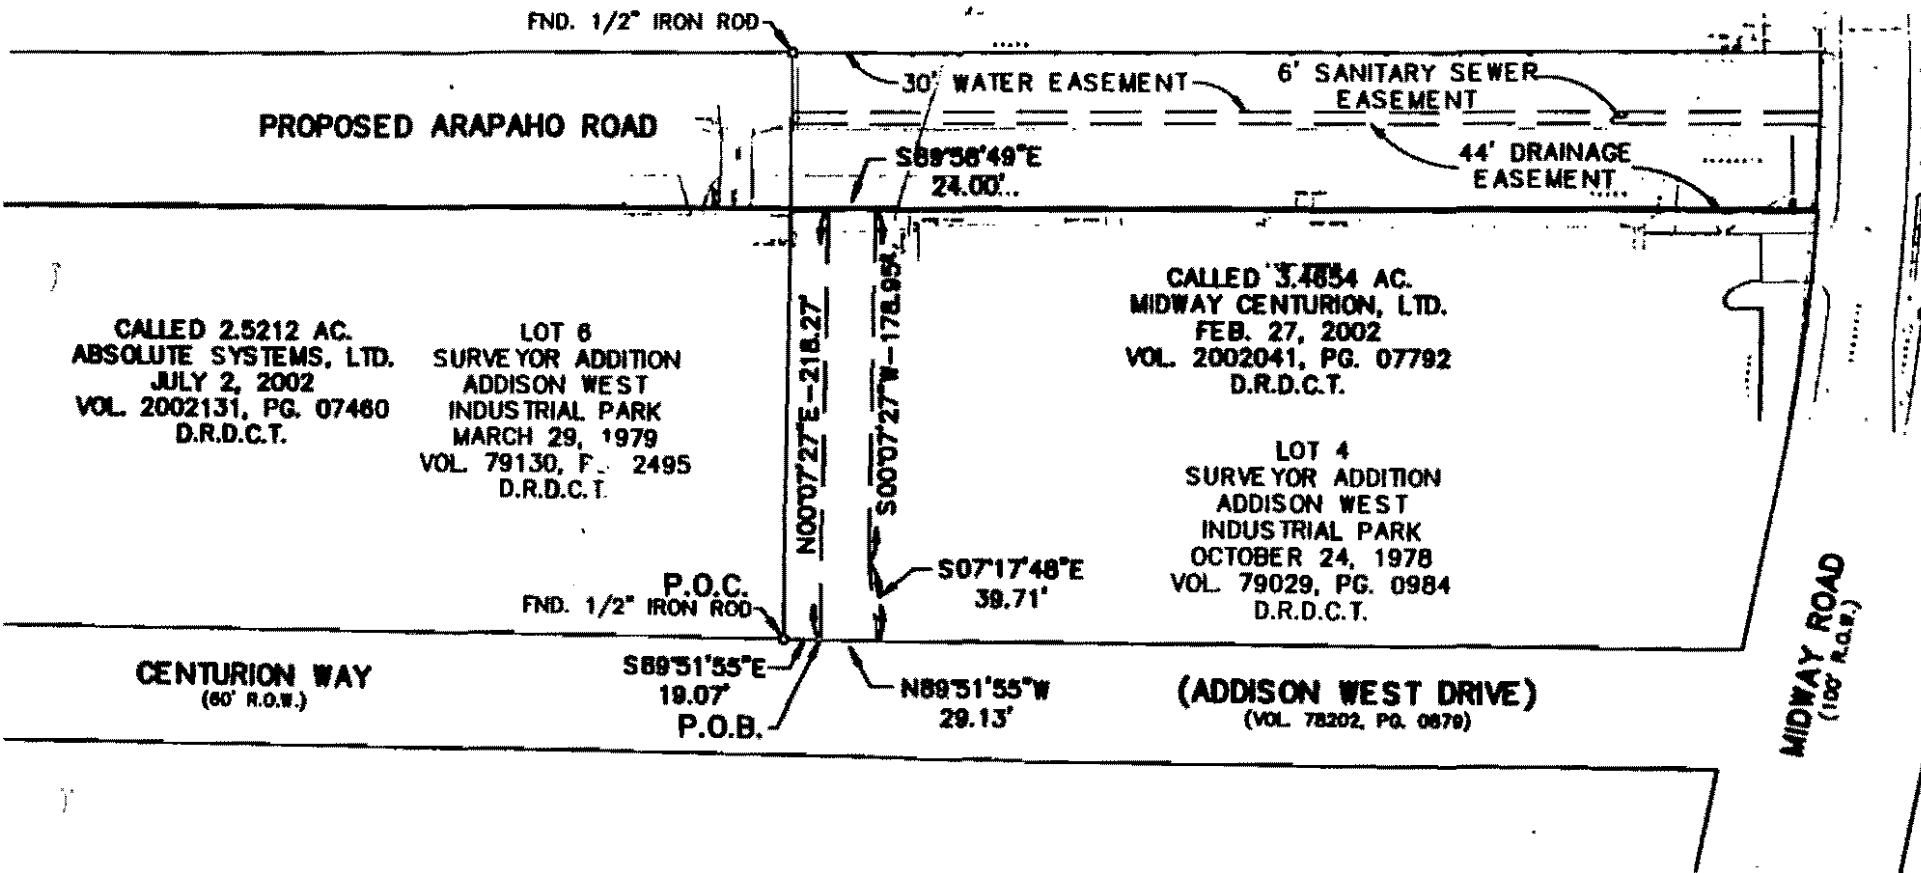 FND. 1/2" IRON ROD
30' WATER EASEMENT
6' SANITARY SEWER
EASEMENT
PROPOSED ARAPAHO ROAD
44' DRAINAGE
EASEMENT
S89°58'49"E
24.00'
CALLED 2.5212 AC.
ABSOLUTE SYSTEMS, LTD.
JULY 2, 2002
VOL. 2002131, PG. 07460
D.R.D.C.T.
LOT 6
SURVEYOR ADDITION
ADDISON WEST
INDUSTRIAL PARK
MARCH 29, 1979
VOL. 79130, P. 2495
D.R.D.C.T.
N00°07'27"E-218.27'
S00°07'27"W-178.95'
CALLED 3.4654 AC.
MIDWAY CENTURION, LTD.
FEB. 27, 2002
VOL. 2002041, PG. 07792
D.R.D.C.T.
LOT 4
SURVEYOR ADDITION
ADDISON WEST
INDUSTRIAL PARK
OCTOBER 24, 1978
VOL. 79029, PG. 0984
D.R.D.C.T.
S07°17'48"E
39.71'
P.O.C.
FND. 1/2" IRON ROD
CENTURION WAY
(60' R.O.W.)
S89°51'55"E
19.07'
P.O.B.
N89°51'55"W
29.13'
(ADDISON WEST DRIVE)
(VOL. 78202, PG. 0879)
MIDWAY ROAD
(100' R.O.W.)